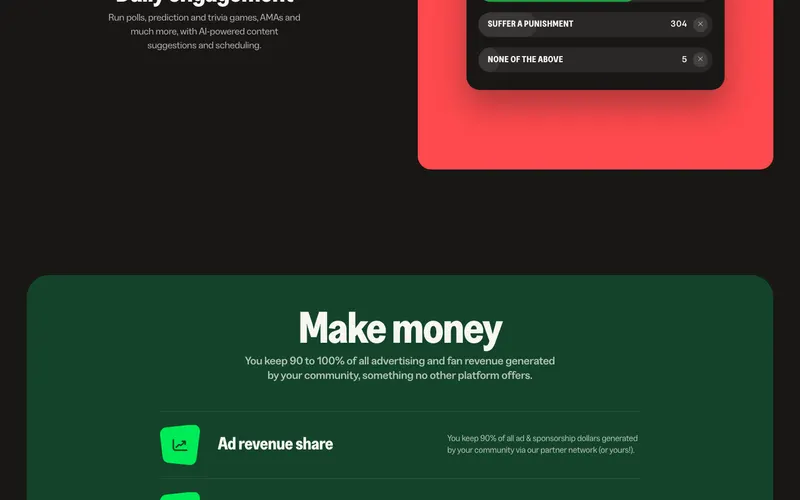 Daily engagement
Run polls, prediction and trivia games, AMAs and
much more, with AI-powered content
suggestions and scheduling.
SUFFER A PUNISHMENT 304
NONE OF THE ABOVE 5
Make money
You keep 90 to 100% of all advertising and fan revenue generated
by your community, something no other platform offers.
Ad revenue share
You keep 90% of all ad & sponsorship dollars generated
by your community via our partner network (or yours!).